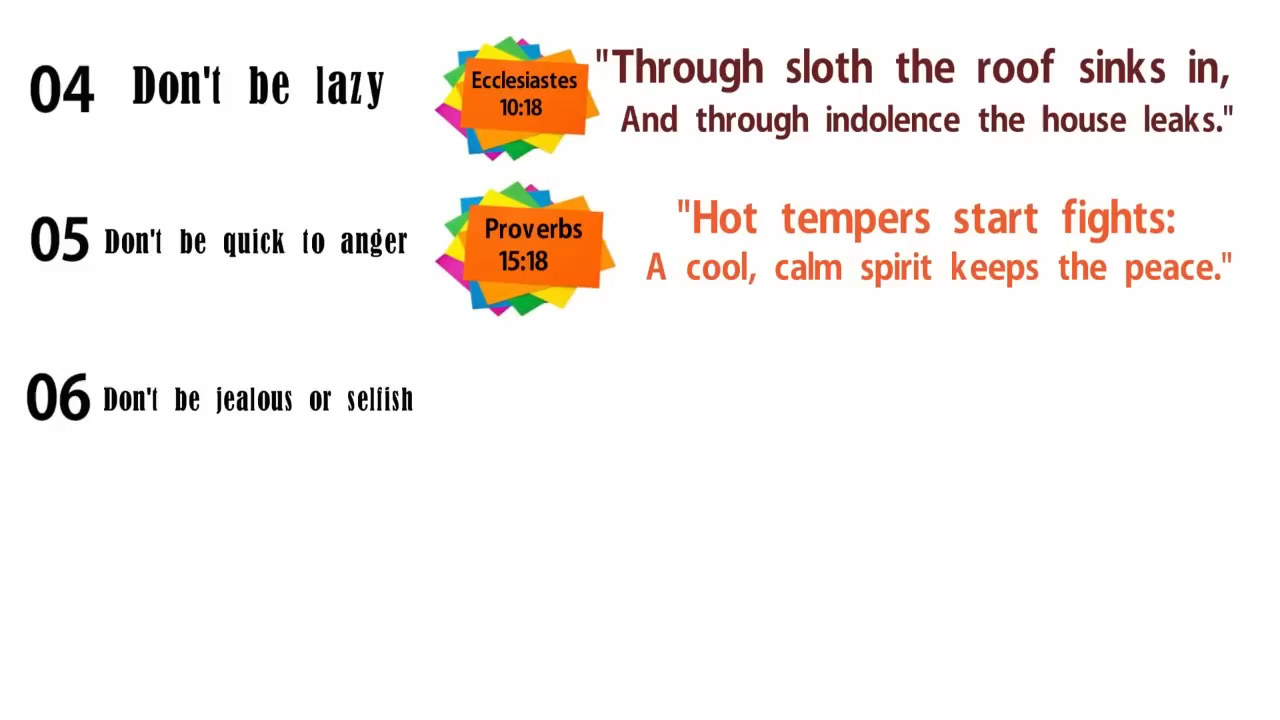 04 Don't be lazy
Ecclesiastes
10:18
"Through sloth the roof sinks in,
And through indolence the house leaks."
05 Don't be quick to anger
Proverbs
15:18
"Hot tempers start fights:
A cool, calm spirit keeps the peace."
06 Don't be jealous or selfish